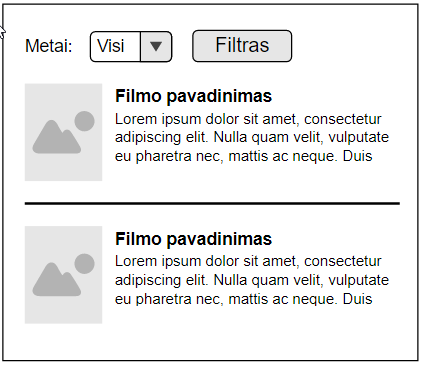 Metai: Visi Filtras
Filmo pavadinimas
Lorem ipsum dolor sit amet, consectetur
adipiscing elit. Nulla quam velit, vulputate
eu pharetra nec, mattis ac neque. Duis
Filmo pavadinimas
Lorem ipsum dolor sit amet, consectetur
adipiscing elit. Nulla quam velit, vulputate
eu pharetra nec, mattis ac neque. Duis